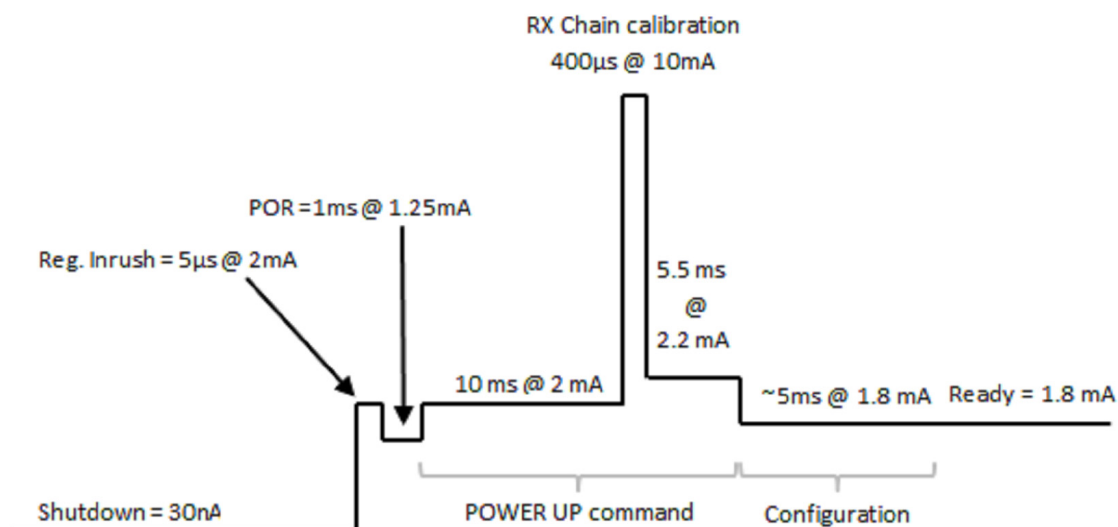 RX Chain calibration
400µs @ 10mA
POR =1ms @ 1.25mA
Reg. Inrush = 5µs @ 2mA
5.5 ms
@
2.2 mA
10 ms @ 2 mA
~5ms @ 1.8 mA
Ready = 1.8 mA
Shutdown = 30nA
POWER UP command
Configuration